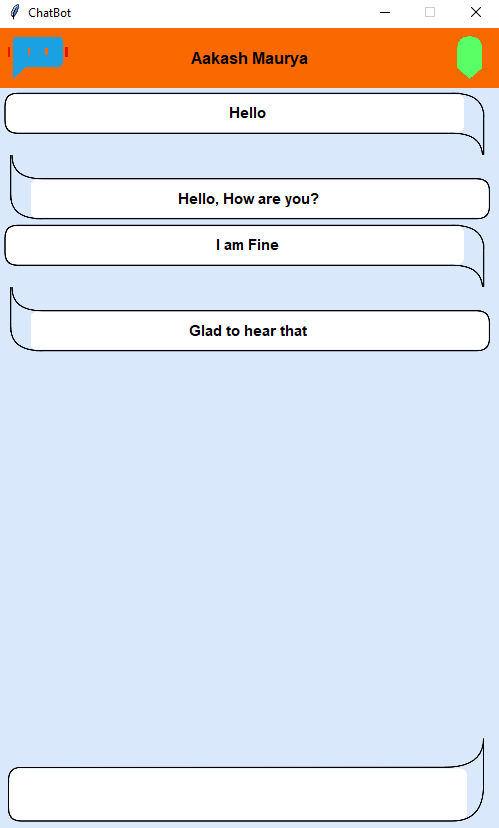 ChatBot
Aakash Maurya
Hello
Hello, How are you?
I am Fine
Glad to hear that